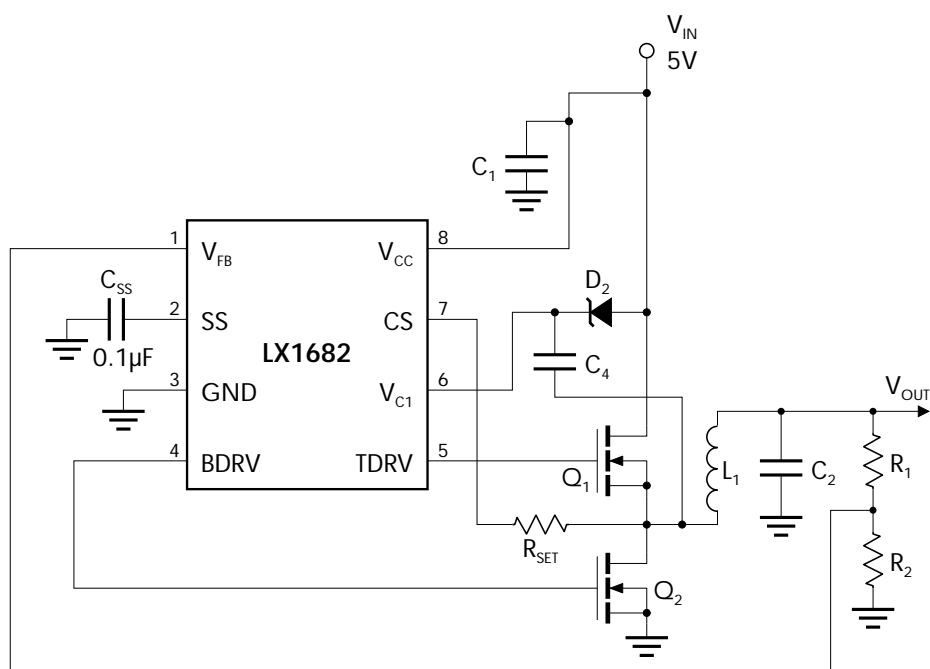 V_IN
5V
C_1
1 V_FB
V_CC 8
C_SS
0.1µF
2 SS
CS 7
D_2
LX1682
C_4
3 GND
V_C1 6
V_OUT
4 BDRV
TDRV 5
Q_1
L_1
C_2
R_1
R_SET
Q_2
R_2